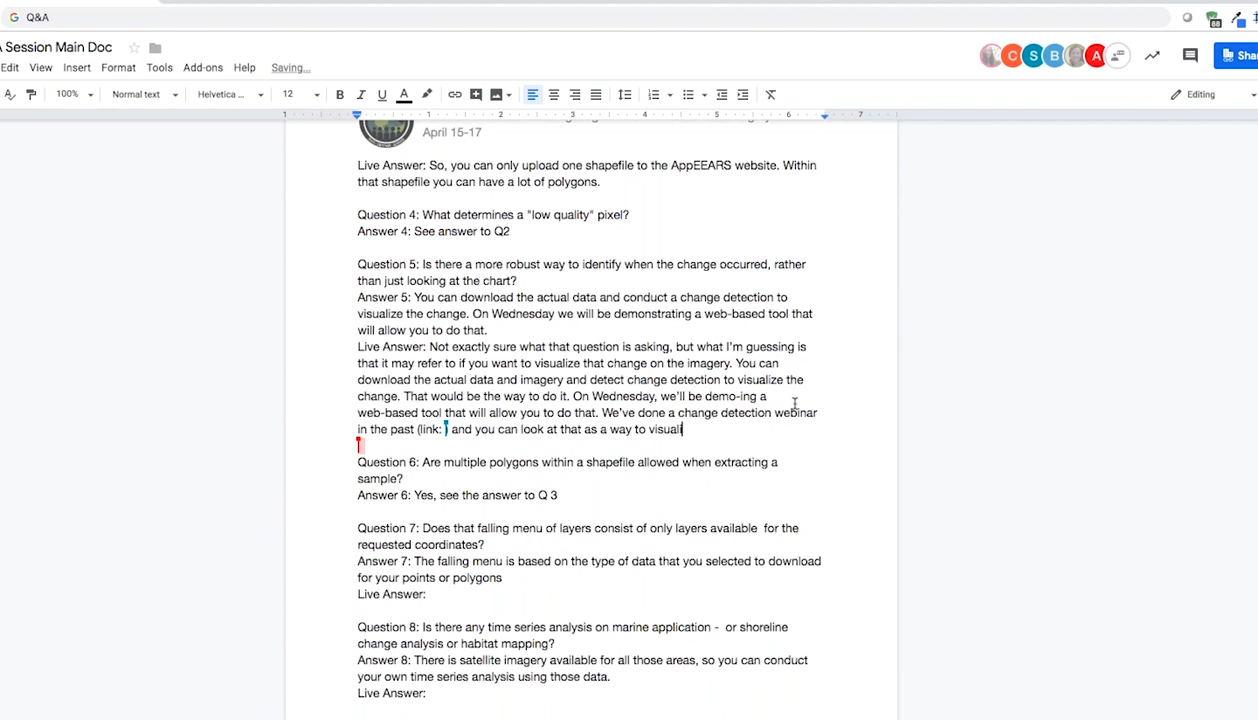 Q&A
A Session Main Doc
Edit View Insert Format Tools Add-ons Help Saving...
C S B A Shar
100% Normal text Helvetica ... 12 B I U A Editing
1 1 2 3 4 5 6 7
April 15-17
Live Answer: So, you can only upload one shapefile to the AppEEARS website. Within
that shapefile you can have a lot of polygons.
Question 4: What determines a "low quality" pixel?
Answer 4: See answer to Q2
Question 5: Is there a more robust way to identify when the change occurred, rather
than just looking at the chart?
Answer 5: You can download the actual data and conduct a change detection to
visualize the change. On Wednesday we will be demonstrating a web-based tool that
will allow you to do that.
Live Answer: Not exactly sure what that question is asking, but what I'm guessing is
that it may refer to if you want to visualize that change on the imagery. You can
download the actual data and imagery and detect change detection to visualize the
change. That would be the way to do it. On Wednesday, we'll be demo-ing a
web-based tool that will allow you to do that. We've done a change detection webinar
in the past (link: ) and you can look at that as a way to visuali
Question 6: Are multiple polygons within a shapefile allowed when extracting a
sample?
Answer 6: Yes, see the answer to Q 3
Question 7: Does that falling menu of layers consist of only layers available for the
requested coordinates?
Answer 7: The falling menu is based on the type of data that you selected to download
for your points or polygons
Live Answer:
Question 8: Is there any time series analysis on marine application - or shoreline
change analysis or habitat mapping?
Answer 8: There is satellite imagery available for all those areas, so you can conduct
your own time series analysis using those data.
Live Answer: